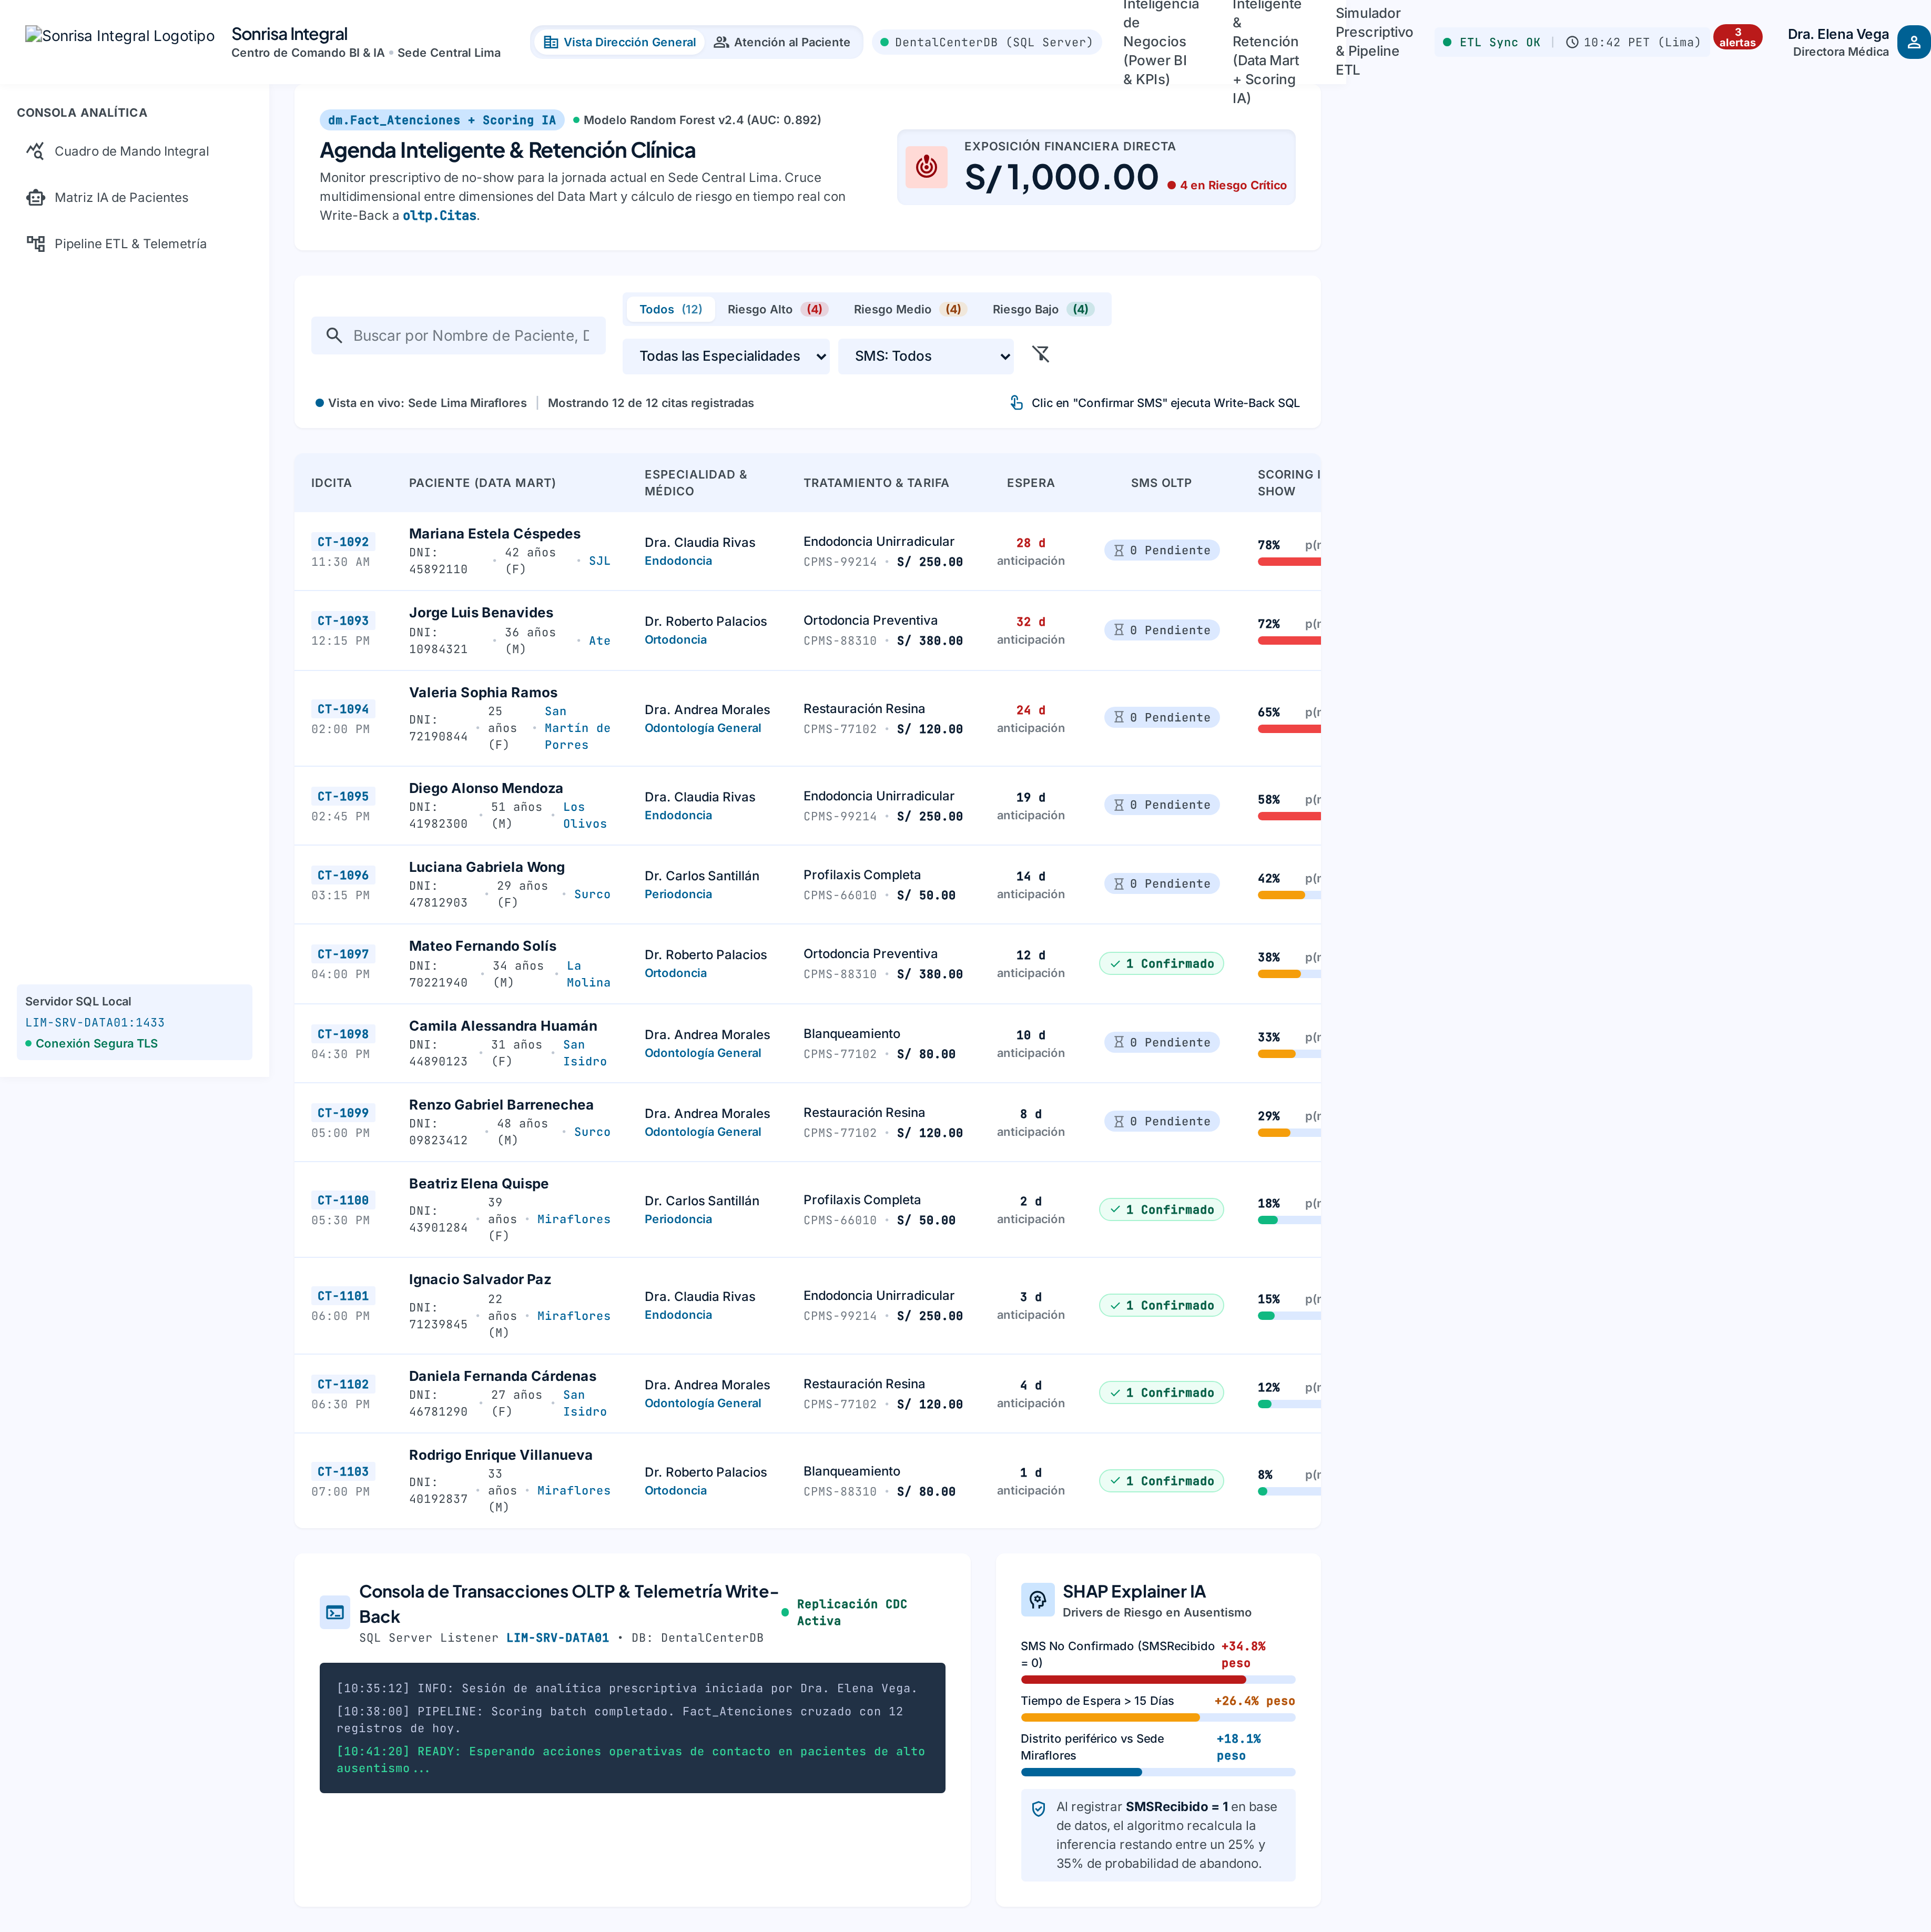 Sonrisa Integral Logotipo
Sonrisa Integral
Centro de Comando BI & IA • Sede Central Lima
Vista Dirección General
Atención al Paciente
DentalCenterDB (SQL Server)
Inteligencia
de
Negocios
(Power BI
& KPIs)
Inteligente
&
Retención
(Data Mart
+ Scoring
IA)
Simulador
Prescriptivo
& Pipeline
ETL
ETL Sync OK
10:42 PET (Lima)
3
alertas
Dra. Elena Vega
Directora Médica
CONSOLA ANALÍTICA
Cuadro de Mando Integral
Matriz IA de Pacientes
Pipeline ETL & Telemetría
Servidor SQL Local
LIM-SRV-DATA01:1433
Conexión Segura TLS
dm.Fact_Atenciones + Scoring IA
Modelo Random Forest v2.4 (AUC: 0.892)
Agenda Inteligente & Retención Clínica
Monitor prescriptivo de no-show para la jornada actual en Sede Central Lima. Cruce
multidimensional entre dimensiones del Data Mart y cálculo de riesgo en tiempo real con
Write-Back a oltp.Citas.
EXPOSICIÓN FINANCIERA DIRECTA
S/ 1,000.00
4 en Riesgo Crítico
Buscar por Nombre de Paciente, D
Todos (12)
Riesgo Alto (4)
Riesgo Medio (4)
Riesgo Bajo (4)
Todas las Especialidades
SMS: Todos
Vista en vivo: Sede Lima Miraflores
Mostrando 12 de 12 citas registradas
Clic en "Confirmar SMS" ejecuta Write-Back SQL
IDCITA
PACIENTE (DATA MART)
ESPECIALIDAD &
MÉDICO
TRATAMIENTO & TARIFA
ESPERA
SMS OLTP
SCORING I
SHOW
CT-1092
11:30 AM
Mariana Estela Céspedes
DNI:
45892110
•
42 años
(F)
• SJL
Dra. Claudia Rivas
Endodoncia
Endodoncia Unirradicular
CPMS-99214 • S/ 250.00
28 d
anticipación
0 Pendiente
78%
CT-1093
12:15 PM
Jorge Luis Benavides
DNI:
10984321
•
36 años
(M)
• Ate
Dr. Roberto Palacios
Ortodoncia
Ortodoncia Preventiva
CPMS-88310 • S/ 380.00
32 d
anticipación
0 Pendiente
72%
CT-1094
02:00 PM
Valeria Sophia Ramos
DNI:
72190844
•
25
años
(F)
•
San
Martín de
Porres
Dra. Andrea Morales
Odontología General
Restauración Resina
CPMS-77102 • S/ 120.00
24 d
anticipación
0 Pendiente
65%
CT-1095
02:45 PM
Diego Alonso Mendoza
DNI:
41982300
•
51 años
(M)
•
Los
Olivos
Dra. Claudia Rivas
Endodoncia
Endodoncia Unirradicular
CPMS-99214 • S/ 250.00
19 d
anticipación
0 Pendiente
58%
CT-1096
03:15 PM
Luciana Gabriela Wong
DNI:
47812903
•
29 años
(F)
• Surco
Dr. Carlos Santillán
Periodoncia
Profilaxis Completa
CPMS-66010 • S/ 50.00
14 d
anticipación
0 Pendiente
42%
CT-1097
04:00 PM
Mateo Fernando Solís
DNI:
70221940
•
34 años
(M)
•
La
Molina
Dr. Roberto Palacios
Ortodoncia
Ortodoncia Preventiva
CPMS-88310 • S/ 380.00
12 d
anticipación
1 Confirmado
38%
CT-1098
04:30 PM
Camila Alessandra Huamán
DNI:
44890123
•
31 años
(F)
•
San
Isidro
Dra. Andrea Morales
Odontología General
Blanqueamiento
CPMS-77102 • S/ 80.00
10 d
anticipación
0 Pendiente
33%
CT-1099
05:00 PM
Renzo Gabriel Barrenechea
DNI:
09823412
•
48 años
(M)
• Surco
Dra. Andrea Morales
Odontología General
Restauración Resina
CPMS-77102 • S/ 120.00
8 d
anticipación
0 Pendiente
29%
CT-1100
05:30 PM
Beatriz Elena Quispe
DNI:
43901284
•
39
años
(F)
• Miraflores
Dr. Carlos Santillán
Periodoncia
Profilaxis Completa
CPMS-66010 • S/ 50.00
2 d
anticipación
1 Confirmado
18%
CT-1101
06:00 PM
Ignacio Salvador Paz
DNI:
71239845
•
22
años
(M)
• Miraflores
Dra. Claudia Rivas
Endodoncia
Endodoncia Unirradicular
CPMS-99214 • S/ 250.00
3 d
anticipación
1 Confirmado
15%
CT-1102
06:30 PM
Daniela Fernanda Cárdenas
DNI:
46781290
•
27 años
(F)
•
San
Isidro
Dra. Andrea Morales
Odontología General
Restauración Resina
CPMS-77102 • S/ 120.00
4 d
anticipación
1 Confirmado
12%
CT-1103
07:00 PM
Rodrigo Enrique Villanueva
DNI:
40192837
•
33
años
(M)
• Miraflores
Dr. Roberto Palacios
Ortodoncia
Blanqueamiento
CPMS-88310 • S/ 80.00
1 d
anticipación
1 Confirmado
8%
Consola de Transacciones OLTP & Telemetría Write-
Back
SQL Server Listener LIM-SRV-DATA01 • DB: DentalCenterDB
Replicación CDC
Activa
[10:35:12] INFO: Sesión de analítica prescriptiva iniciada por Dra. Elena Vega.
[10:38:00] PIPELINE: Scoring batch completado. Fact_Atenciones cruzado con 12
registros de hoy.
[10:41:20] READY: Esperando acciones operativas de contacto en pacientes de alto
ausentismo...
SHAP Explainer IA
Drivers de Riesgo en Ausentismo
SMS No Confirmado (SMSRecibido
= 0)
+34.8%
peso
Tiempo de Espera > 15 Días
+26.4% peso
Distrito periférico vs Sede
Miraflores
+18.1%
peso
Al registrar SMSRecibido = 1 en base
de datos, el algoritmo recalcula la
inferencia restando entre un 25% y
35% de probabilidad de abandono.